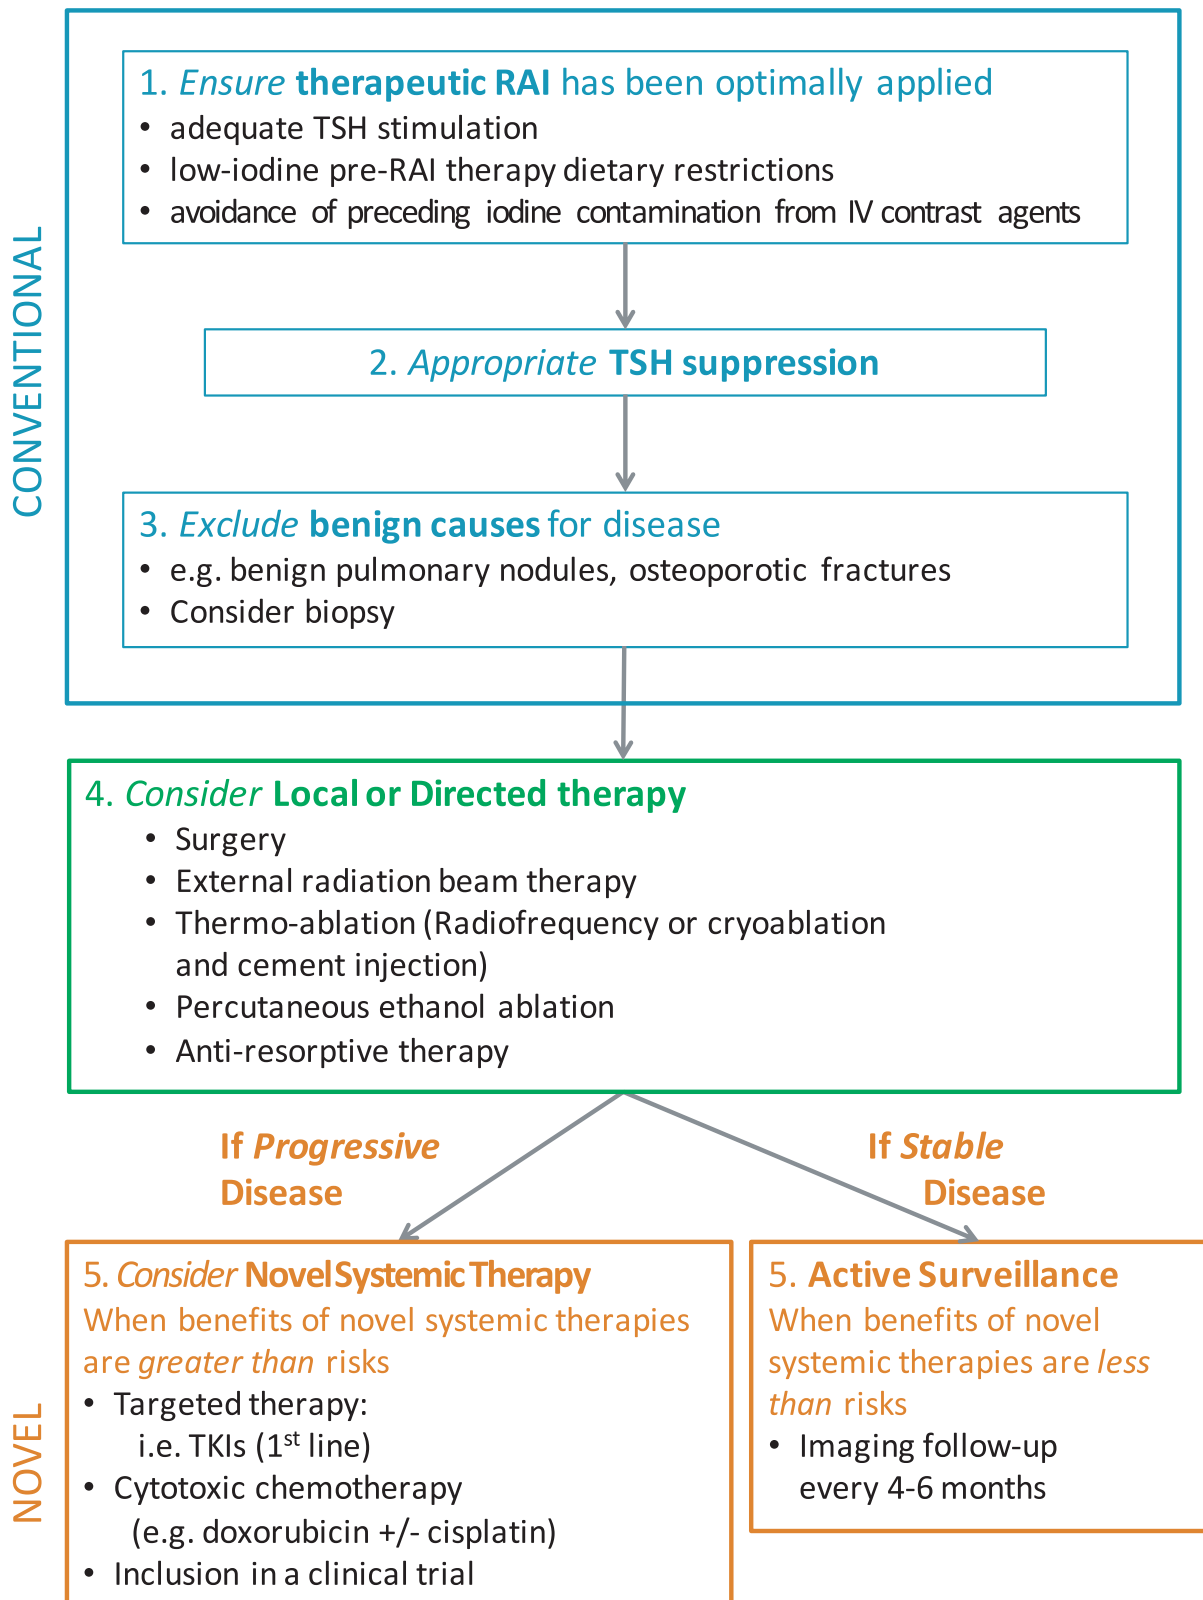 CONVENTIONAL
1. Ensure therapeutic RAI has been optimally applied
• adequate TSH stimulation
• low-iodine pre-RAI therapy dietary restrictions
• avoidance of preceding iodine contamination from IV contrast agents
2. Appropriate TSH suppression
3. Exclude benign causes for disease
• e.g. benign pulmonary nodules, osteoporotic fractures
• Consider biopsy
4. Consider Local or Directed therapy
• Surgery
• External radiation beam therapy
• Thermo-ablation (Radiofrequency or cryoablation
and cement injection)
• Percutaneous ethanol ablation
• Anti-resorptive therapy
If Progressive
Disease
If Stable
Disease
NOVEL
5. Consider Novel Systemic Therapy
When benefits of novel systemic therapies
are greater than risks
• Targeted therapy:
i.e. TKIs (1st line)
• Cytotoxic chemotherapy
(e.g. doxorubicin +/- cisplatin)
• Inclusion in a clinical trial
5. Active Surveillance
When benefits of novel
systemic therapies are less
than risks
• Imaging follow-up
every 4-6 months